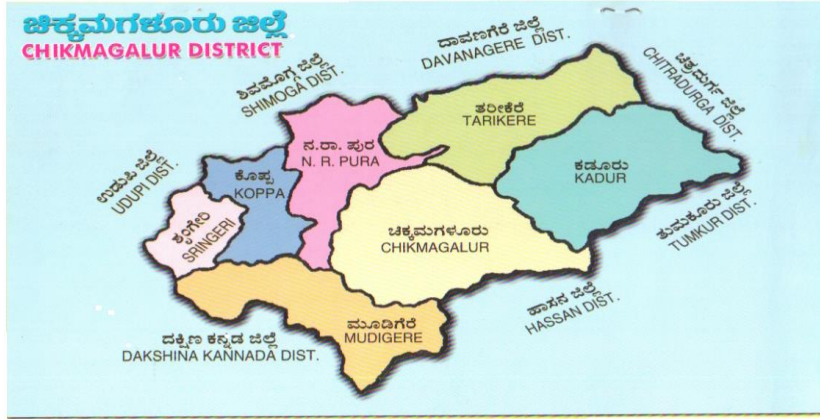 ಚಿಕ್ಕಮಗಳೂರು ಜಿಲ್ಲೆ
CHIKMAGALUR DISTRICT
ದಾವಣಗೆರೆ ಜಿಲ್ಲೆ
DAVANAGERE DIST.
ಶಿವಮೊಗ್ಗ ಜಿಲ್ಲೆ
SHIMOGA DIST.
ಚಿತ್ರದುರ್ಗ ಜಿಲ್ಲೆ
CHITRADURGA DIST.
ತರೀಕೆರೆ
TARIKERE
ನ.ರಾ. ಪುರ
N. R. PURA
ಕಡೂರು
KADUR
ಕೊಪ್ಪ
KOPPA
ಉಡುಪಿ ಜಿಲ್ಲೆ
UDUPI DIST.
ಶೃಂಗೇರಿ
SRINGERI
ಚಿಕ್ಕಮಗಳೂರು
CHIKMAGALUR
ತುಮಕೂರು ಜಿಲ್ಲೆ
TUMKUR DIST.
ಹಾಸನ ಜಿಲ್ಲೆ
HASSAN DIST.
ಮೂಡಿಗೆರೆ
MUDIGERE
ದಕ್ಷಿಣ ಕನ್ನಡ ಜಿಲ್ಲೆ
DAKSHINA KANNADA DIST.